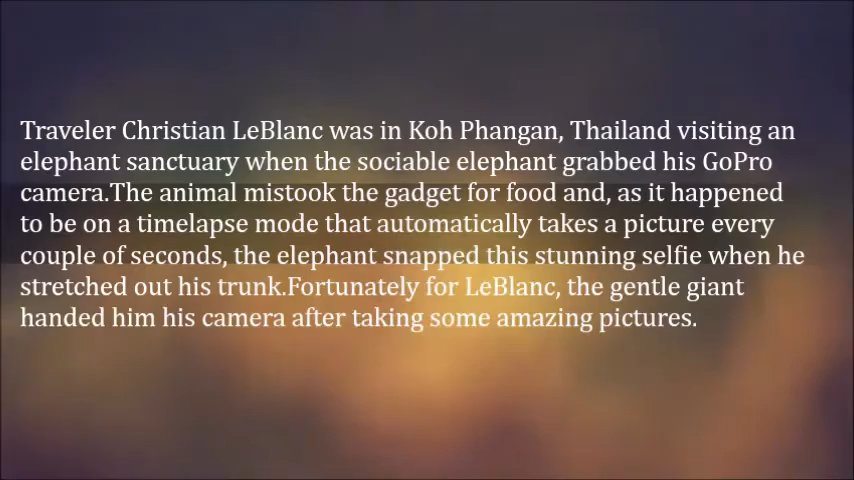 Traveler Christian LeBlanc was in Koh Phangan, Thailand visiting an
elephant sanctuary when the sociable elephant grabbed his GoPro
camera.The animal mistook the gadget for food and, as it happened
to be on a timelapse mode that automatically takes a picture every
couple of seconds, the elephant snapped this stunning selfie when he
stretched out his trunk.Fortunately for LeBlanc, the gentle giant
handed him his camera after taking some amazing pictures.